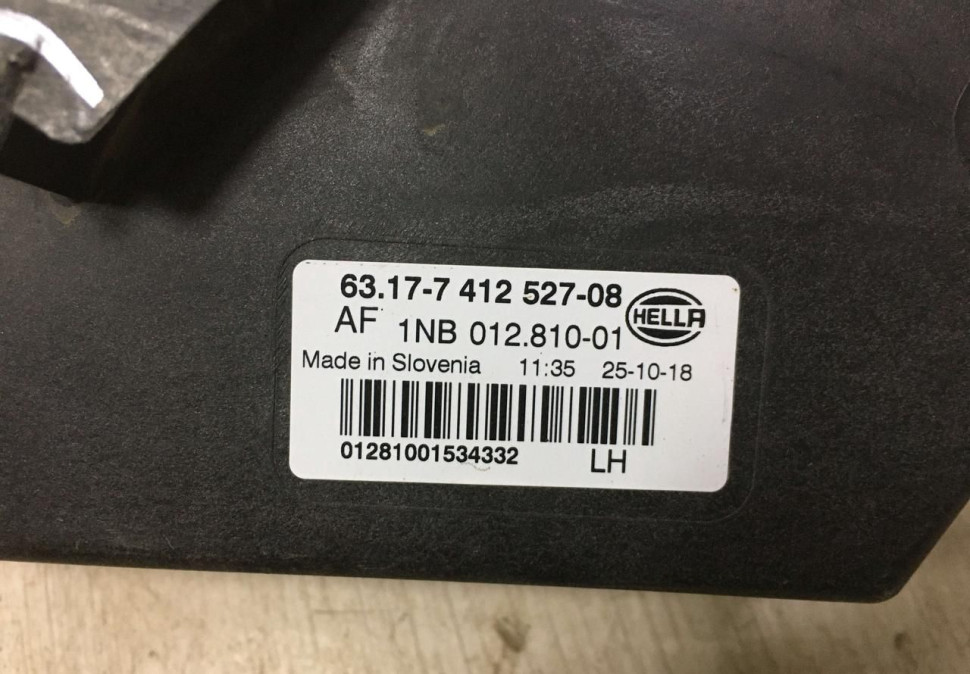 63.17-7 412 527-08
HELLA
AF 1NB 012.810-01
Made in Slovenia 11:35 25-10-18
01281001534332 LH